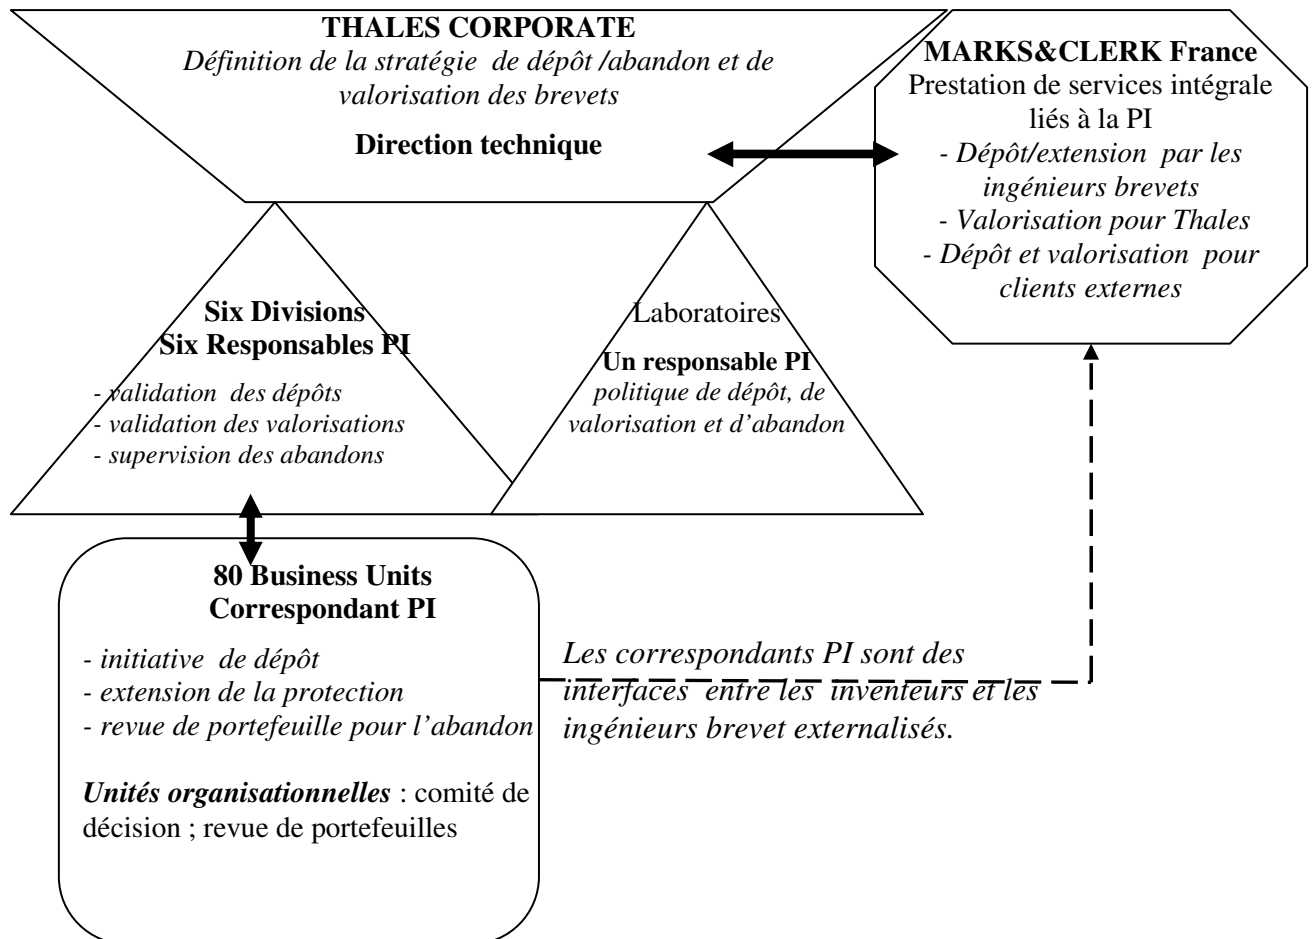 THALES CORPORATE
Définition de la stratégie de dépôt /abandon et de
valorisation des brevets
Direction technique
MARKS&CLERK France
Prestation de services intégrale
liés à la PI
- Dépôt/extension par les
ingénieurs brevets
- Valorisation pour Thales
- Dépôt et valorisation pour
clients externes
Six Divisions
Six Responsables PI
- validation des dépôts
- validation des valorisations
- supervision des abandons
Laboratoires
Un responsable PI
politique de dépôt, de
valorisation et d’abandon
80 Business Units
Correspondant PI
- initiative de dépôt
- extension de la protection
- revue de portefeuille pour l’abandon
Unités organisationnelles : comité de
décision ; revue de portefeuilles
Les correspondants PI sont des
interfaces entre les inventeurs et les
ingénieurs brevet externalisés.